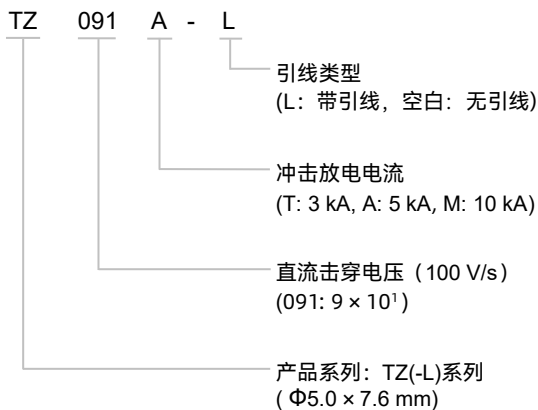 TZ 091 A - L
引线类型
(L：带引线，空白：无引线)
冲击放电电流
(T: 3 kA, A: 5 kA, M: 10 kA)
直流击穿电压（100 V/s）
(091: 9 × 10¹)
产品系列：TZ(-L)系列
( Φ5.0 × 7.6 mm)